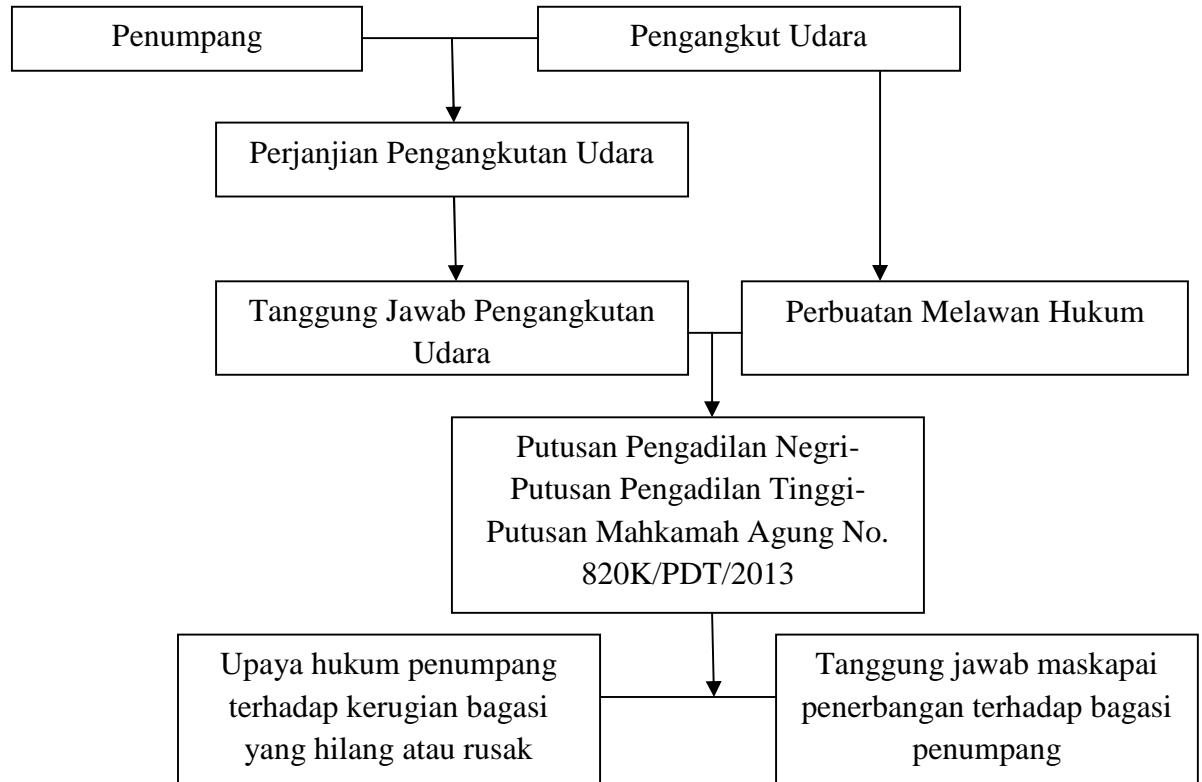 Penumpang
Pengangkut Udara
Perjanjian Pengangkutan Udara
Tanggung Jawab Pengangkutan
Udara
Perbuatan Melawan Hukum
Putusan Pengadilan Negri-
Putusan Pengadilan Tinggi-
Putusan Mahkamah Agung No.
820K/PDT/2013
Upaya hukum penumpang
terhadap kerugian bagasi
yang hilang atau rusak
Tanggung jawab maskapai
penerbangan terhadap bagasi
penumpang